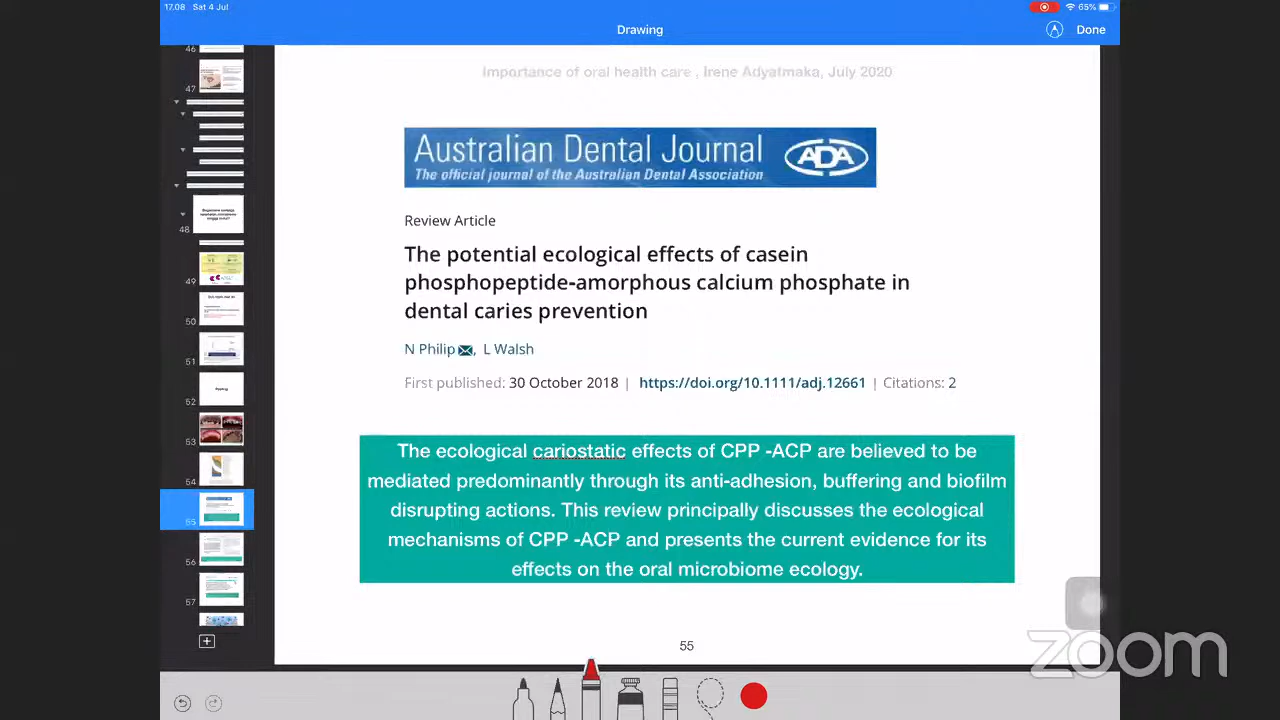 17.08 Sat 4 Jul
65%
Drawing
Done
46
47
48
49
50
51
52
53
54
55
56
57
Importance of oral health care , Irene Adyatmaka, July 2020
Australian Dental Journal
The official journal of the Australian Dental Association
ADA
Review Article
The potential ecological effects of casein
phosphopeptide-amorphous calcium phosphate in
dental caries prevention
N Philip, L Walsh
First published: 30 October 2018 | https://doi.org/10.1111/adj.12661 | Citations: 2
The ecological cariostatic effects of CPP -ACP are believed to be
mediated predominantly through its anti-adhesion, buffering and biofilm
disrupting actions. This review principally discusses the ecological
mechanisms of CPP -ACP and presents the current evidence for its
effects on the oral microbiome ecology.
55
zoom